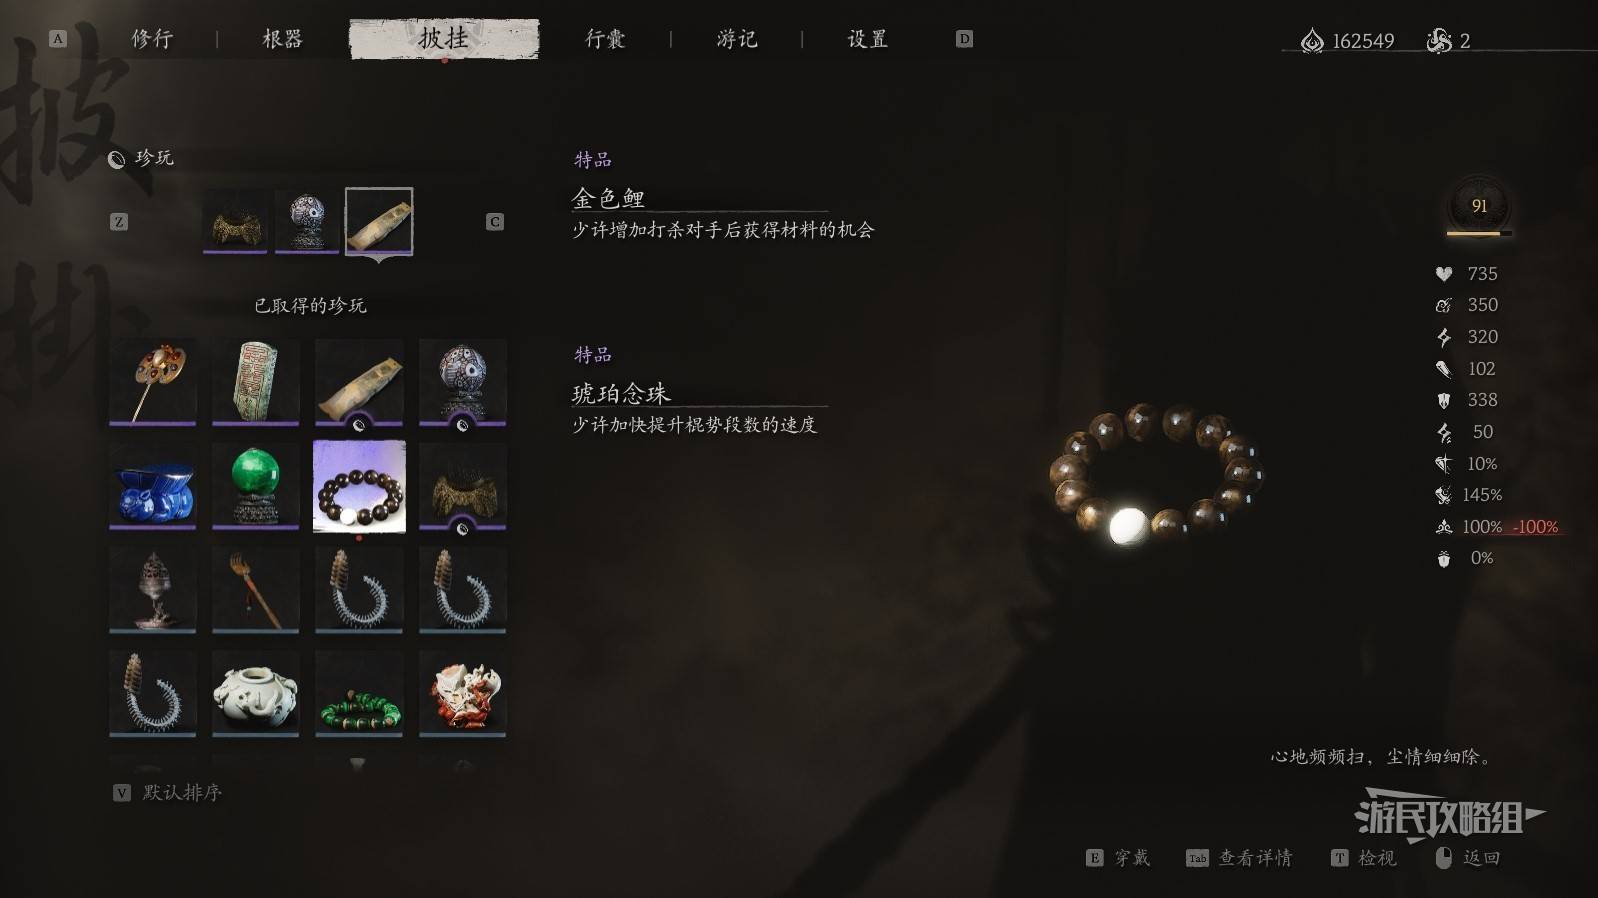 A 修行 | 根器 披挂 行囊 | 游记 | 设置 D
162549 2
披挂
珍玩
Z C
已取得的珍玩
V 默认排序
特品
金色鲤
少许增加打杀对手后获得材料的机会
特品
琥珀念珠
少许加快提升棍势段数的速度
91
735
350
320
102
338
50
10%
145%
100% -100%
0%
心地频频扫，尘情细细除。
游民攻略组
E 穿戴 Tab 查看详情 T 检视 返回